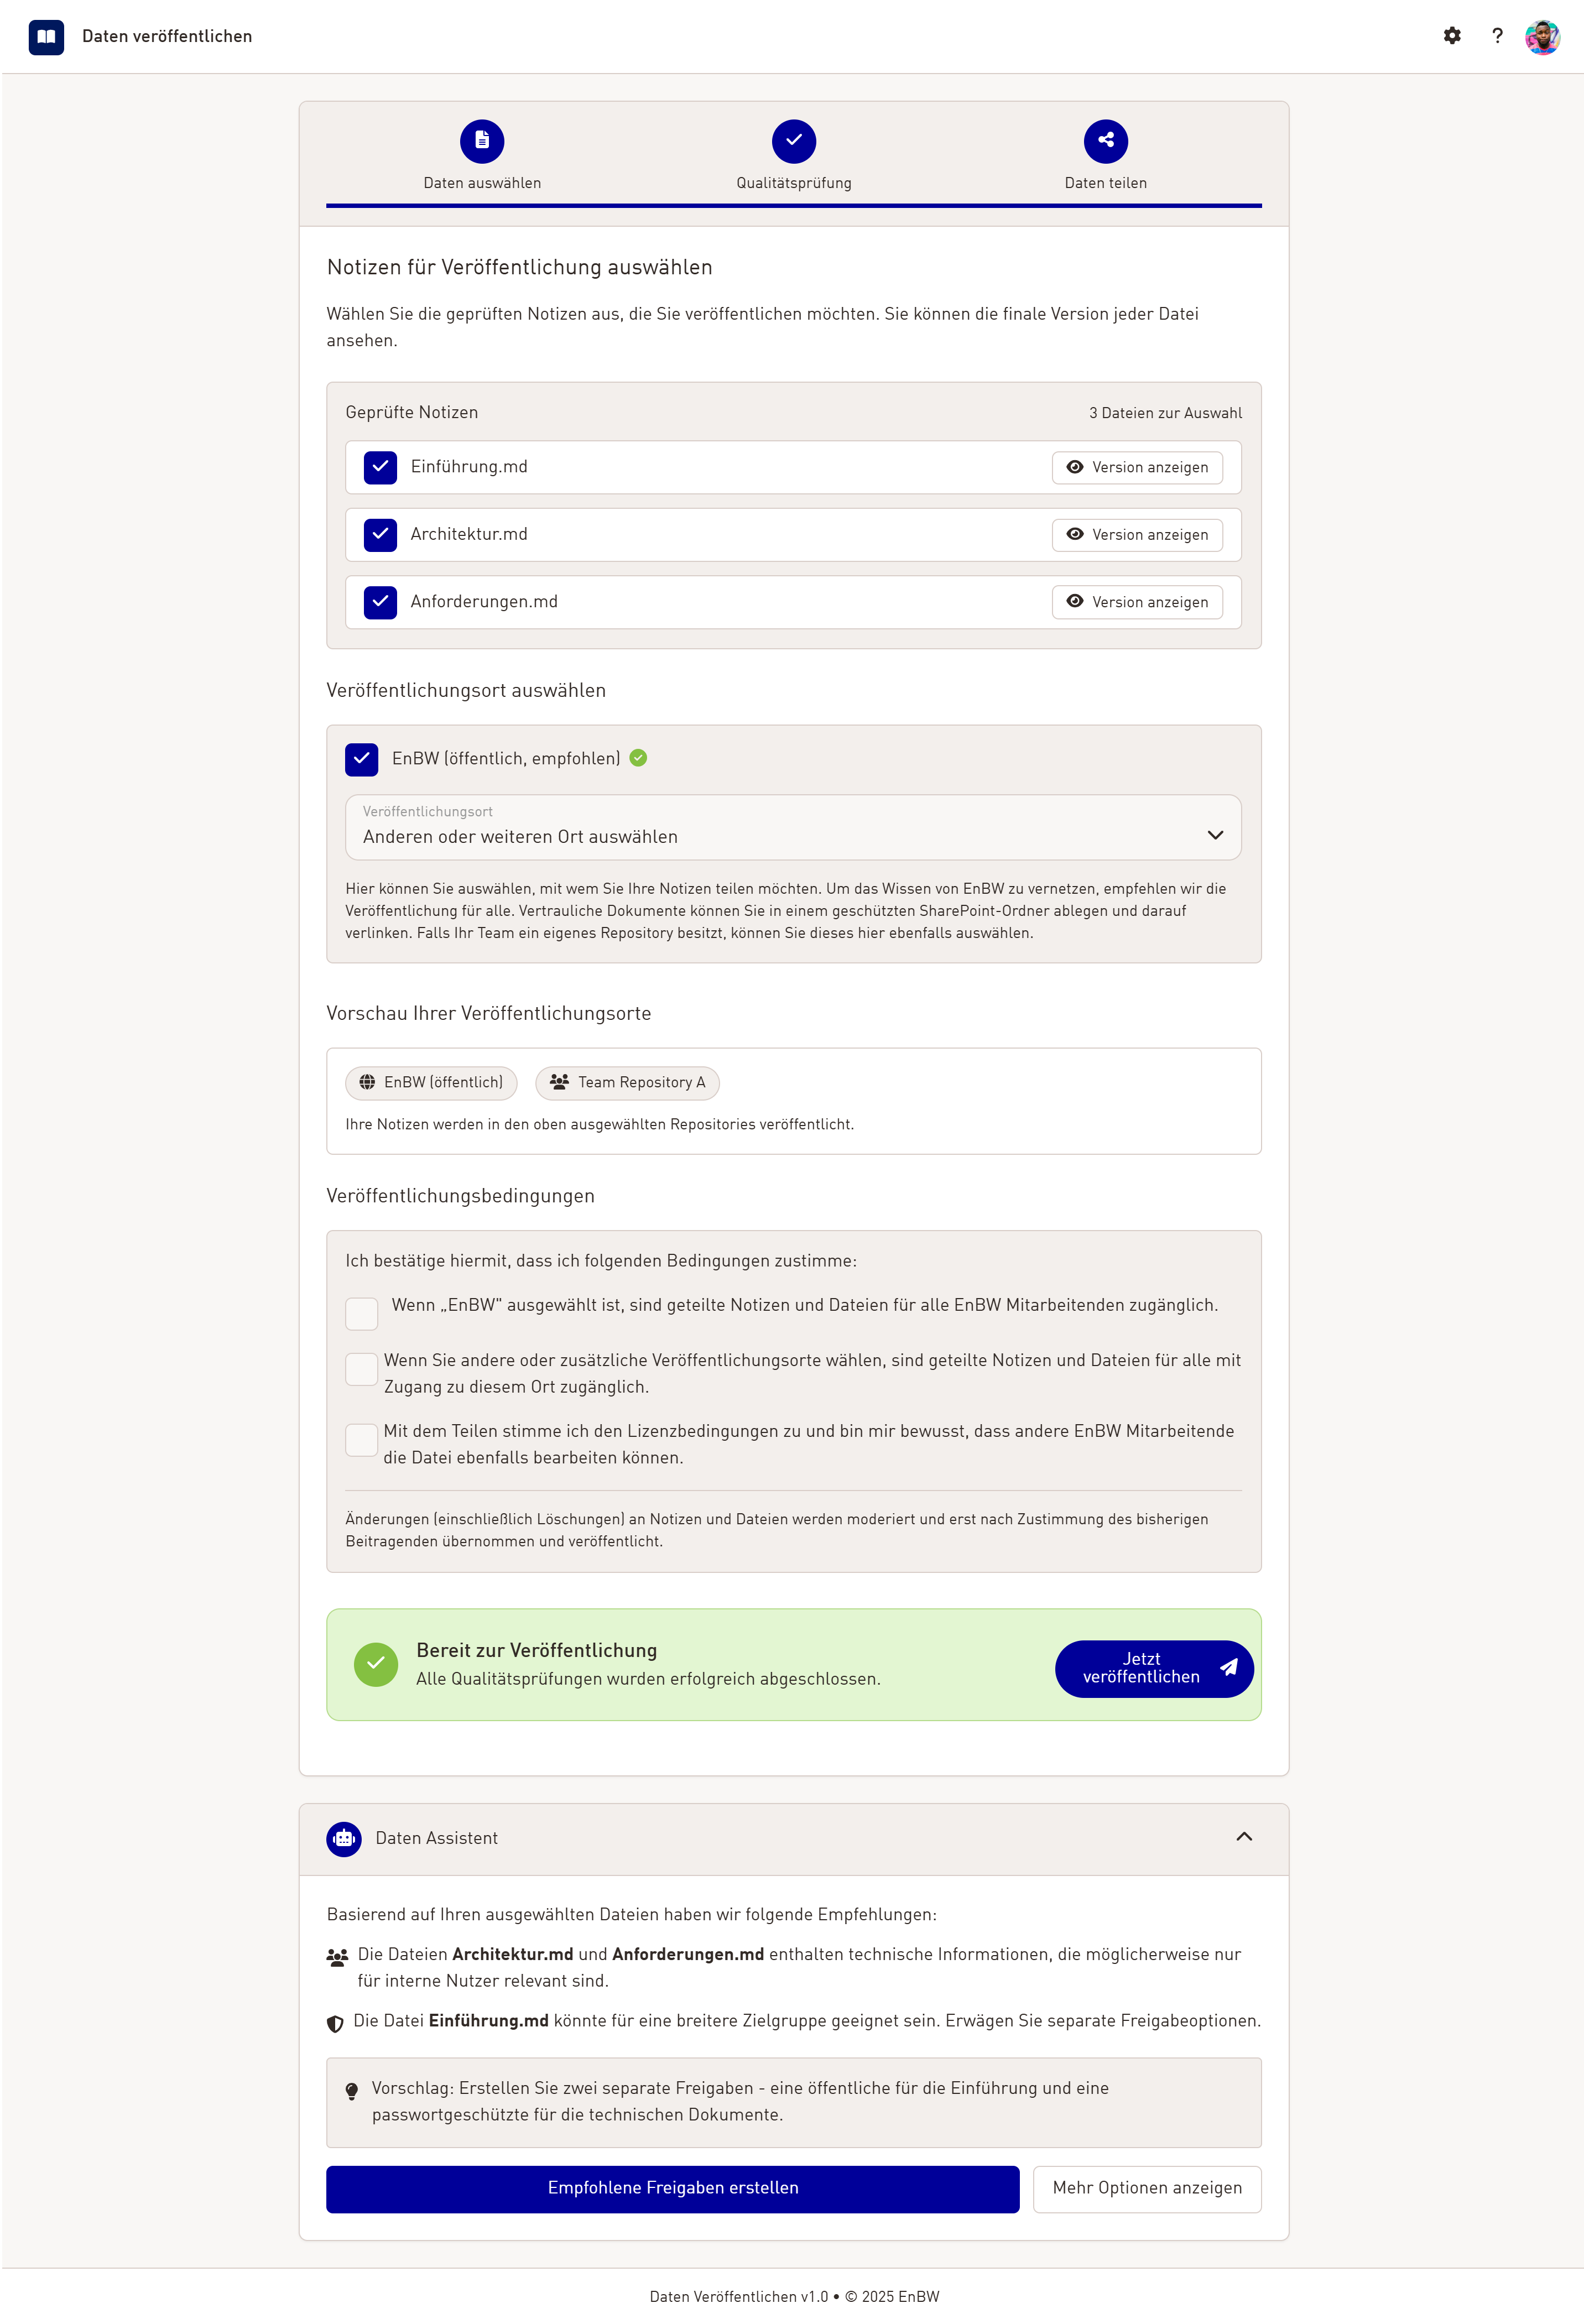 Daten veröffentlichen
?
Daten auswählen
Qualitätsprüfung
Daten teilen
Notizen für Veröffentlichung auswählen
Wählen Sie die geprüften Notizen aus, die Sie veröffentlichen möchten. Sie können die finale Version jeder Datei
ansehen.
Geprüfte Notizen
3 Dateien zur Auswahl
Einführung.md
Version anzeigen
Architektur.md
Version anzeigen
Anforderungen.md
Version anzeigen
Veröffentlichungsort auswählen
EnBW (öffentlich, empfohlen)
Veröffentlichungsort
Anderen oder weiteren Ort auswählen
Hier können Sie auswählen, mit wem Sie Ihre Notizen teilen möchten. Um das Wissen von EnBW zu vernetzen, empfehlen wir die
Veröffentlichung für alle. Vertrauliche Dokumente können Sie in einem geschützten SharePoint-Ordner ablegen und darauf
verlinken. Falls Ihr Team ein eigenes Repository besitzt, können Sie dieses hier ebenfalls auswählen.
Vorschau Ihrer Veröffentlichungsorte
EnBW (öffentlich)
Team Repository A
Ihre Notizen werden in den oben ausgewählten Repositories veröffentlicht.
Veröffentlichungsbedingungen
Ich bestätige hiermit, dass ich folgenden Bedingungen zustimme:
Wenn „EnBW" ausgewählt ist, sind geteilte Notizen und Dateien für alle EnBW Mitarbeitenden zugänglich.
Wenn Sie andere oder zusätzliche Veröffentlichungsorte wählen, sind geteilte Notizen und Dateien für alle mit
Zugang zu diesem Ort zugänglich.
Mit dem Teilen stimme ich den Lizenzbedingungen zu und bin mir bewusst, dass andere EnBW Mitarbeitende
die Datei ebenfalls bearbeiten können.
Änderungen (einschließlich Löschungen) an Notizen und Dateien werden moderiert und erst nach Zustimmung des bisherigen
Beitragenden übernommen und veröffentlicht.
Bereit zur Veröffentlichung
Alle Qualitätsprüfungen wurden erfolgreich abgeschlossen.
Jetzt
veröffentlichen
Daten Assistent
Basierend auf Ihren ausgewählten Dateien haben wir folgende Empfehlungen:
Die Dateien Architektur.md und Anforderungen.md enthalten technische Informationen, die möglicherweise nur
für interne Nutzer relevant sind.
Die Datei Einführung.md könnte für eine breitere Zielgruppe geeignet sein. Erwägen Sie separate Freigabeoptionen.
Vorschlag: Erstellen Sie zwei separate Freigaben - eine öffentliche für die Einführung und eine
passwortgeschützte für die technischen Dokumente.
Empfohlene Freigaben erstellen
Mehr Optionen anzeigen
Daten Veröffentlichen v1.0 • © 2025 EnBW